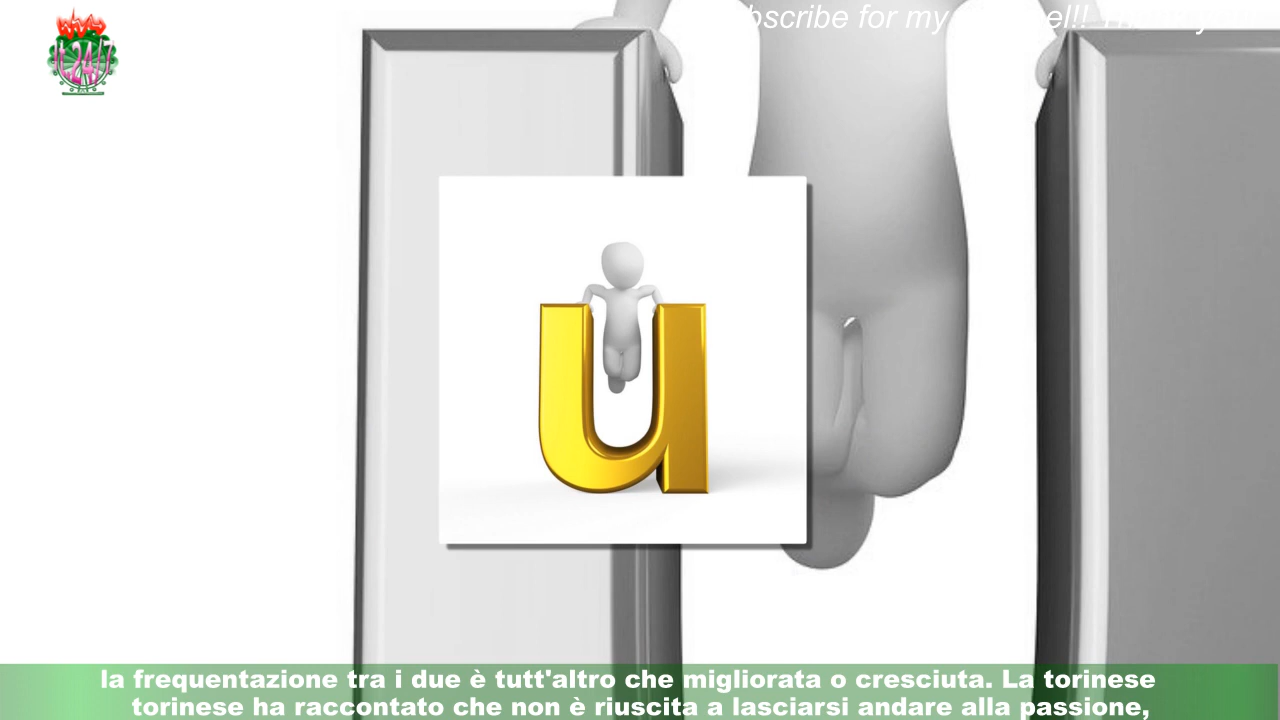 bscribe for my
u
la frequentazione tra i due è tutt'altro che migliorata o cresciuta. La torinese
torinese ha raccontato che non è riuscita a lasciarsi andare alla passione,